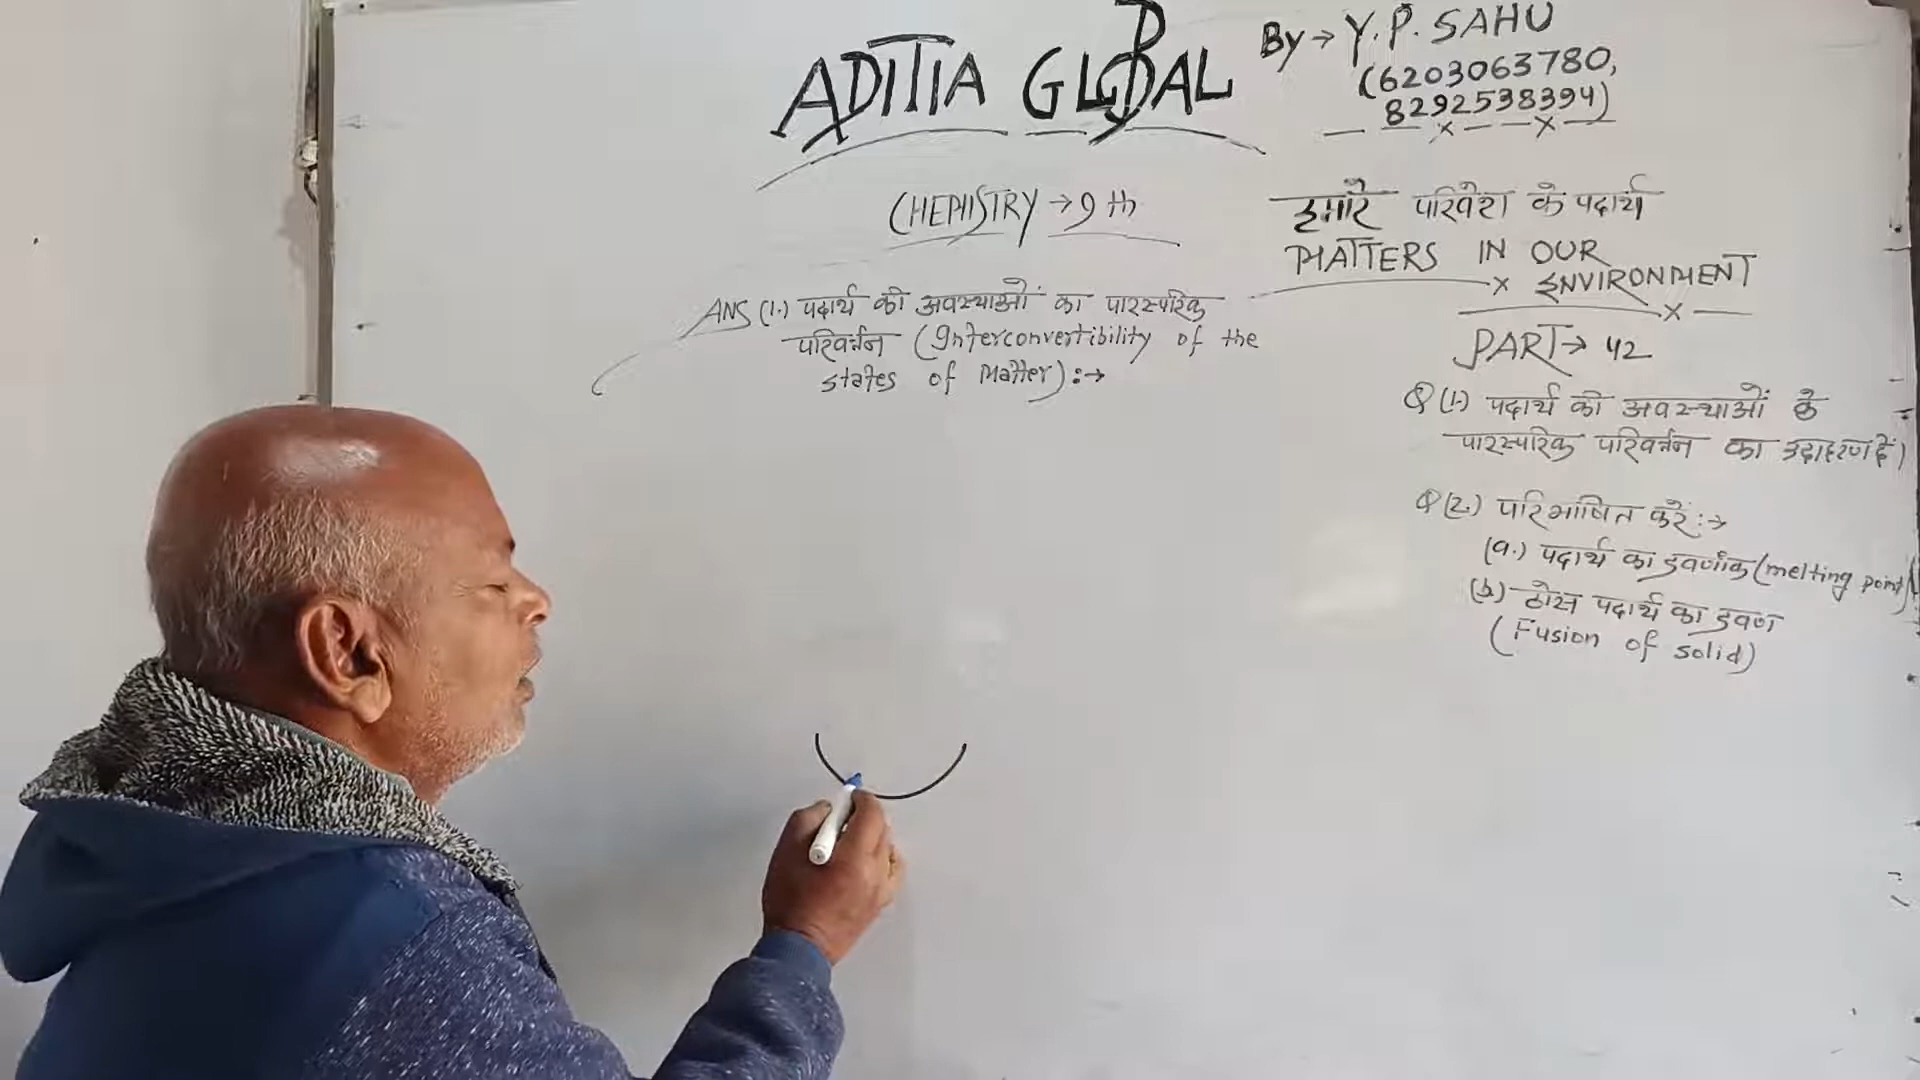 ADITIA GLOBAL
By → Y.P. SAHU
(6203063780,
8292538394)
CHEMISTRY → 9th
हमारे परिवेश के पदार्थ
MATTERS IN OUR
ENVIRONMENT
PART → 42
ANS (1.) पदार्थ की अवस्थाओं का पारस्परिक
परिवर्त्तन (Interconvertibility of the
states of Matter) :→
Q (1.) पदार्थ की अवस्थाओं के
पारस्परिक परिवर्त्तन का उदाहरण दें।
Q (2.) परिभाषित करें :→
(a.) पदार्थ का द्रवणांक (melting point)
(b.) ठोस पदार्थ का द्रवण
(Fusion of solid)